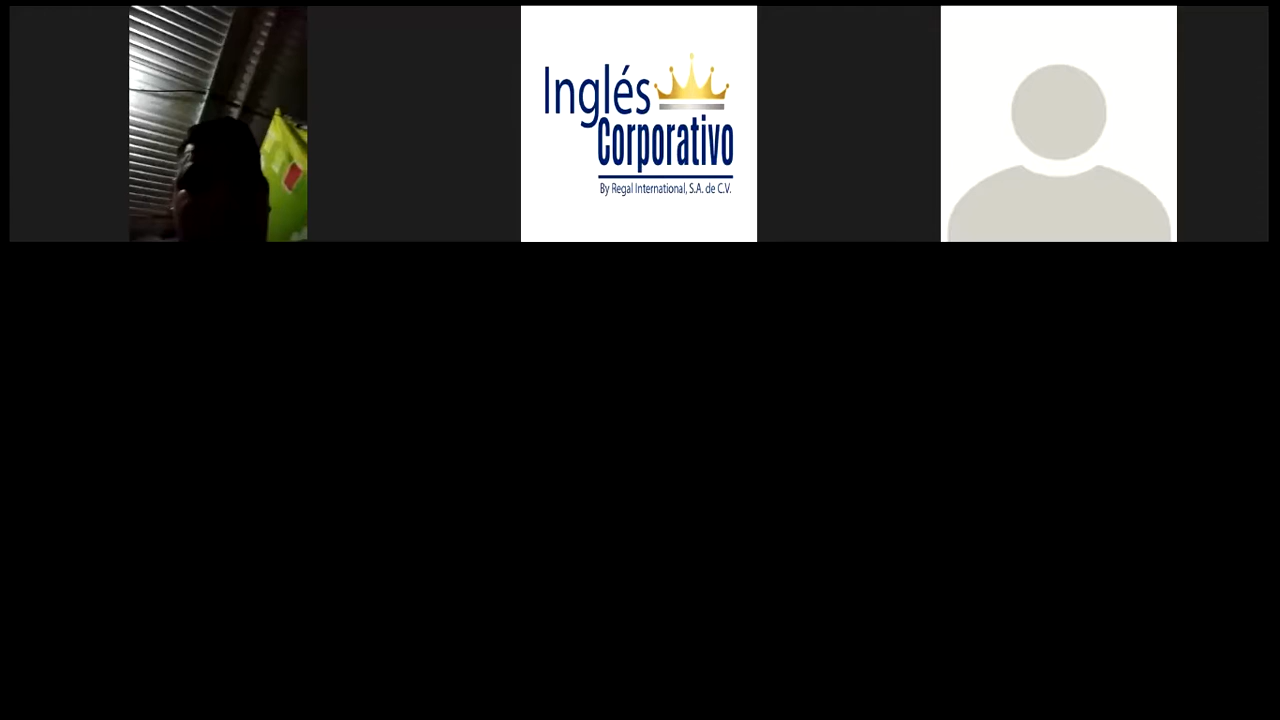 Inglés
Corporativo
By Regal International, S.A. de C.V.